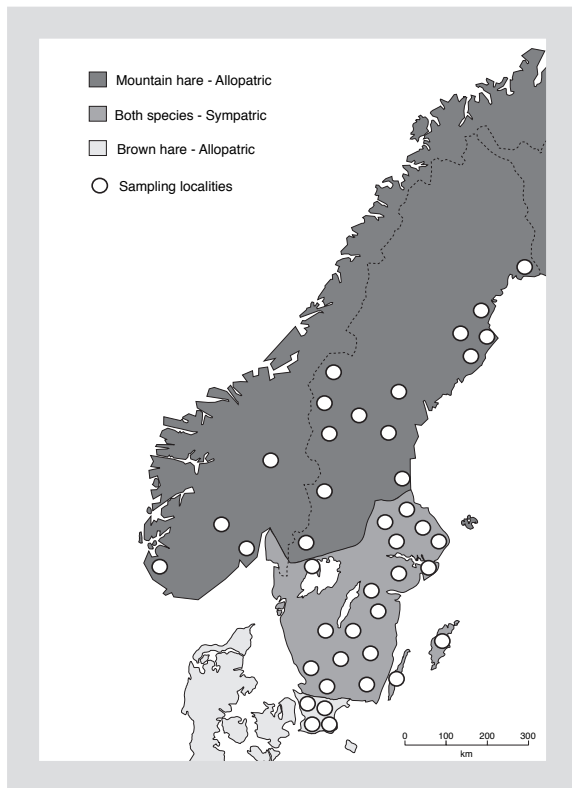 Mountain hare - Allopatric
Both species - Sympatric
Brown hare - Allopatric
Sampling localities
0 100 200 300
km